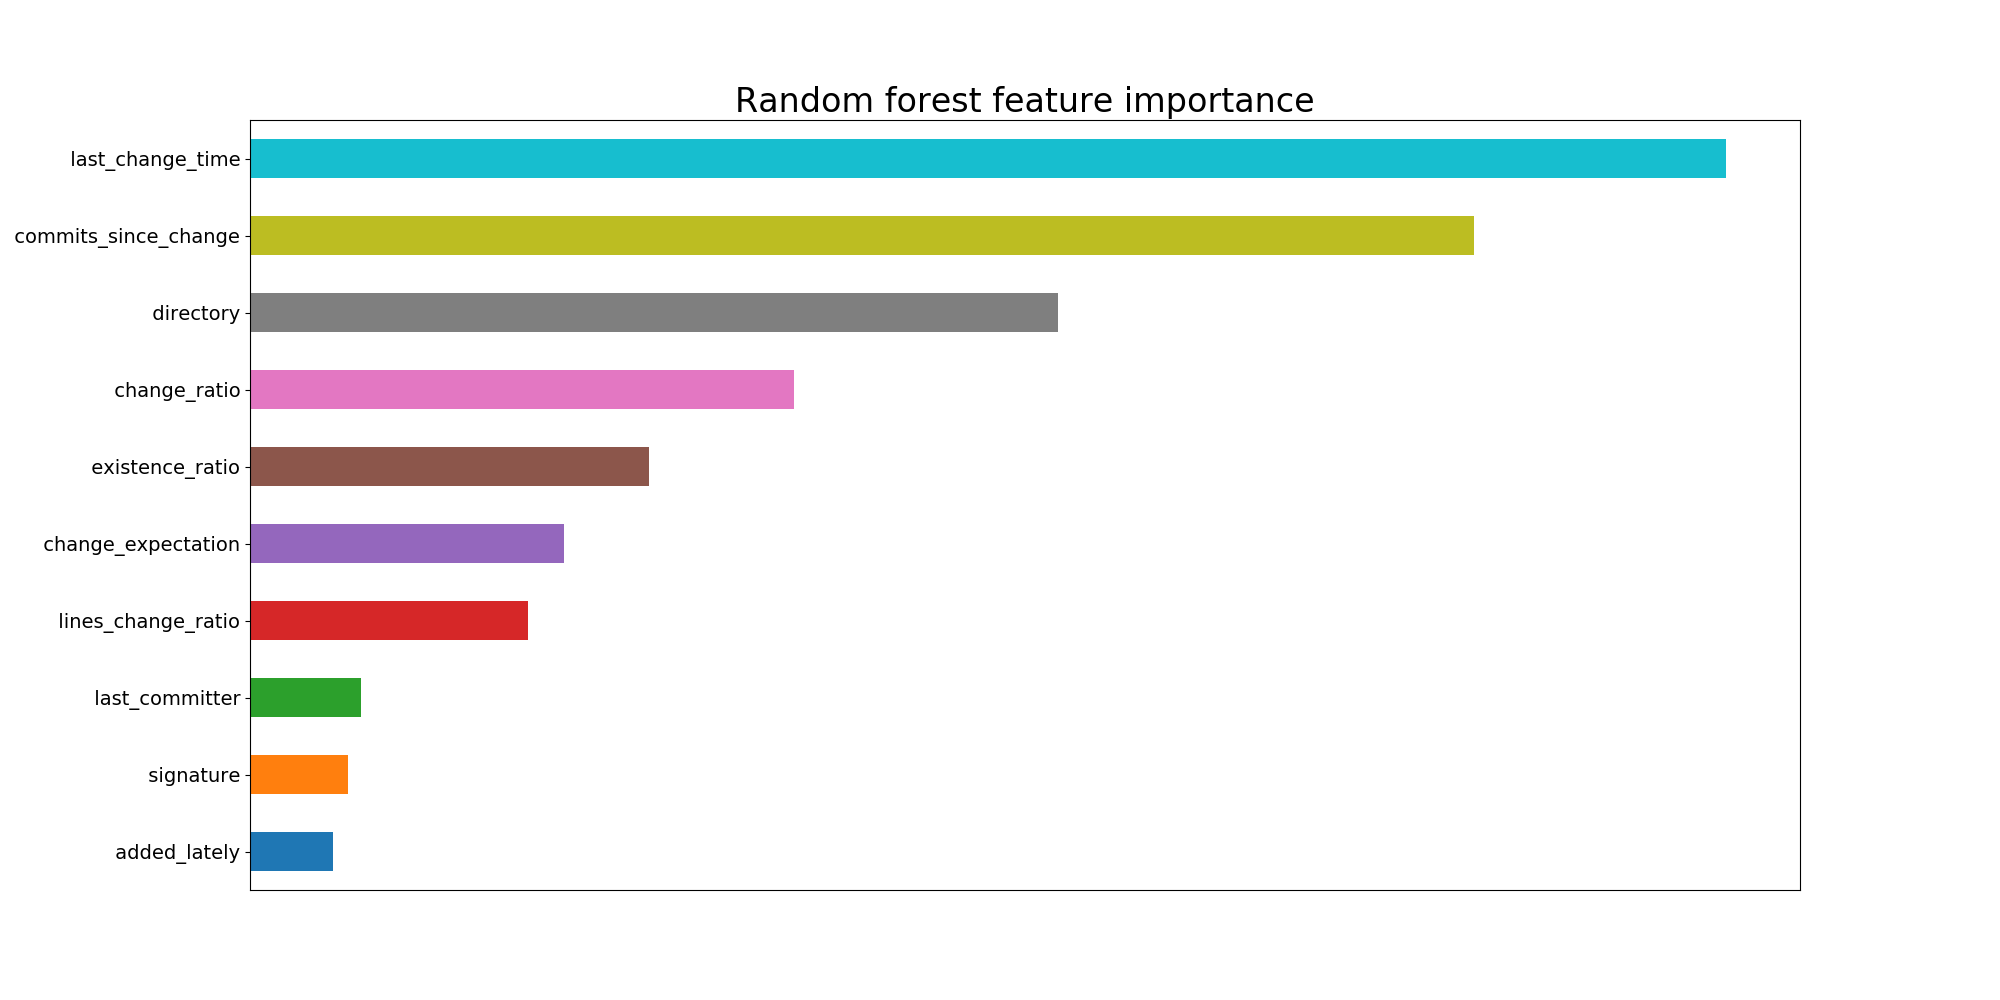 Random forest feature importance
last_change_time
commits_since_change
directory
change_ratio
existence_ratio
change_expectation
lines_change_ratio
last_committer
signature
added_lately